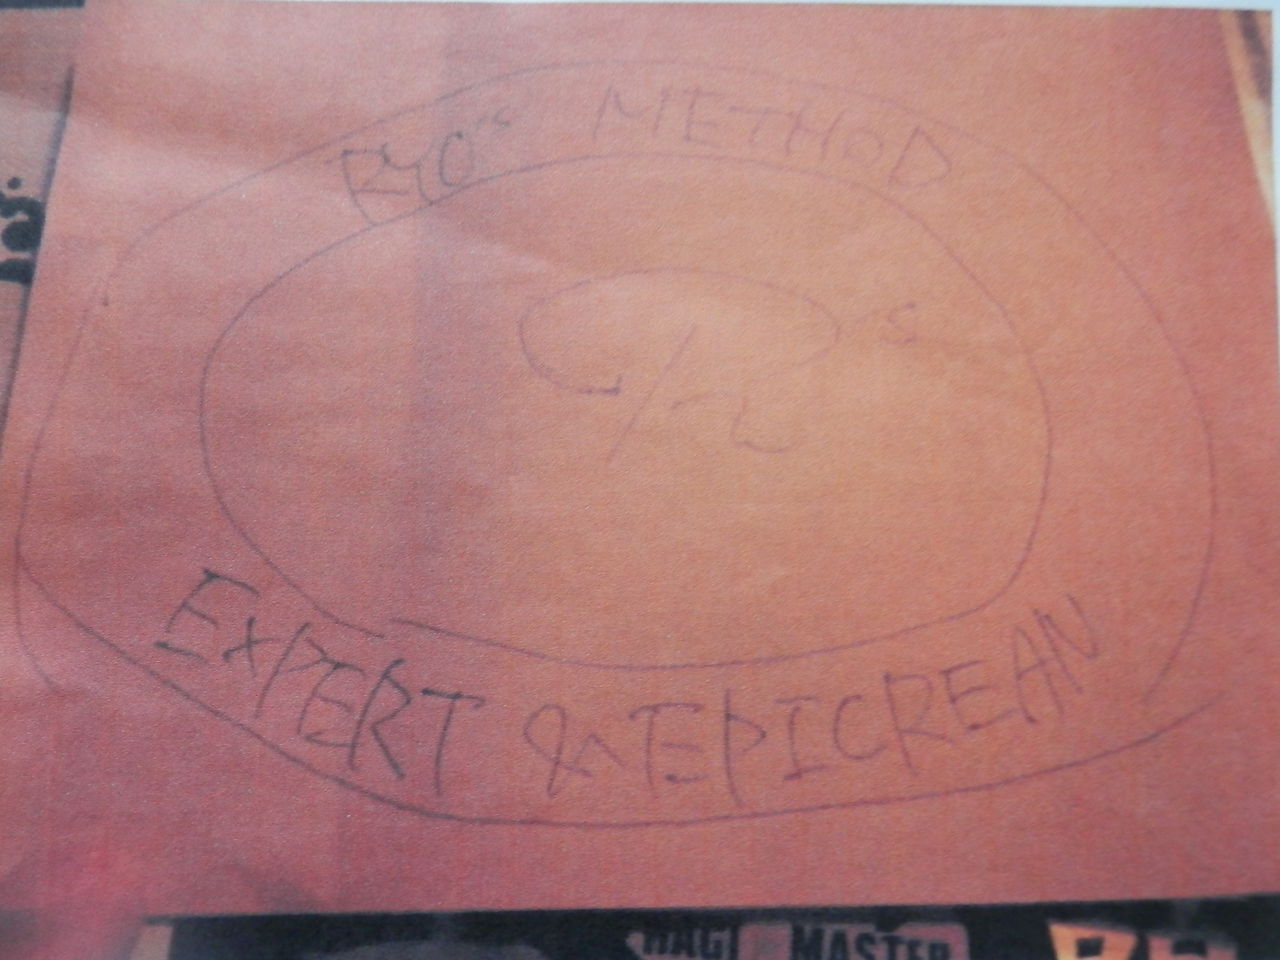 RYO's METHOD
's
EXPERT & EPICREAN
MASTER